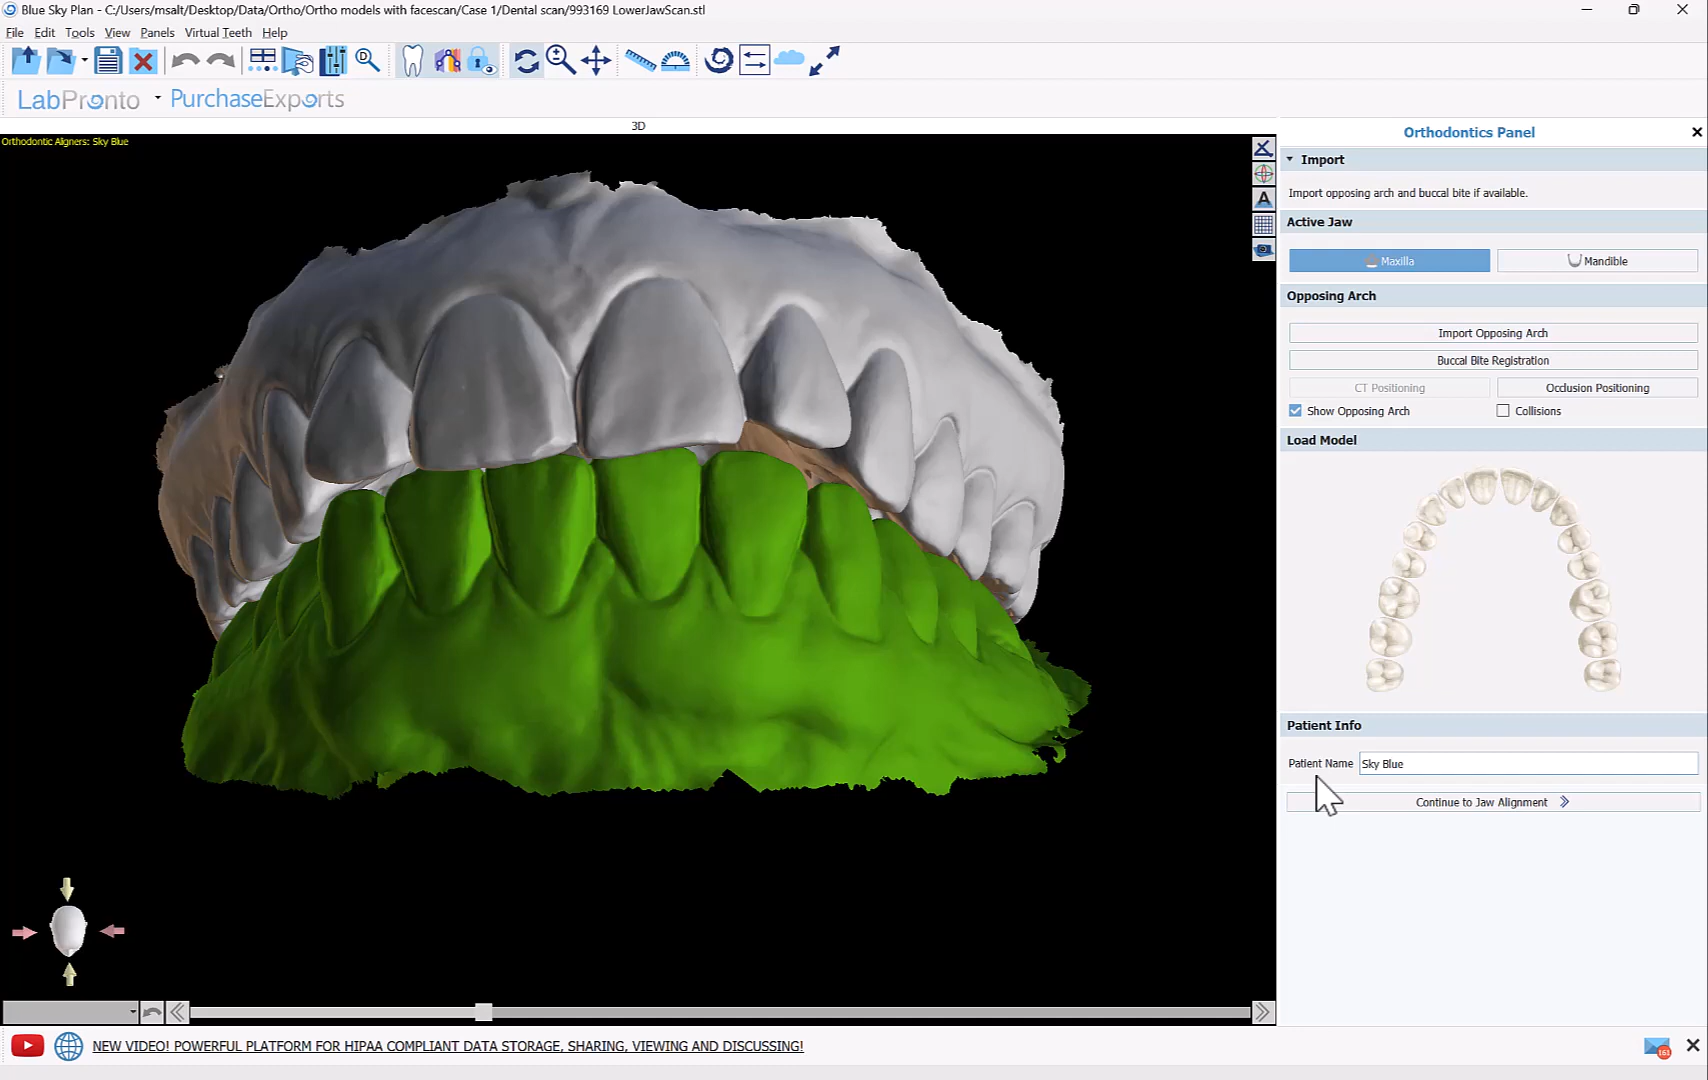 Blue Sky Plan - C:/Users/msalt/Desktop/Data/Ortho/Ortho models with facescan/Case 1/Dental scan/993169 LowerJawScan.stl
File Edit Tools View Panels Virtual Teeth Help
LabPronto PurchaseExports
3D
Orthodontic Aligners: Sky Blue
Orthodontics Panel
Import
Import opposing arch and buccal bite if available.
Active Jaw
Maxilla Mandible
Opposing Arch
Import Opposing Arch
Buccal Bite Registration
CT Positioning Occlusion Positioning
Show Opposing Arch Collisions
Load Model
Patient Info
Patient Name Sky Blue
Continue to Jaw Alignment
NEW VIDEO! POWERFUL PLATFORM FOR HIPAA COMPLIANT DATA STORAGE, SHARING, VIEWING AND DISCUSSING!
161